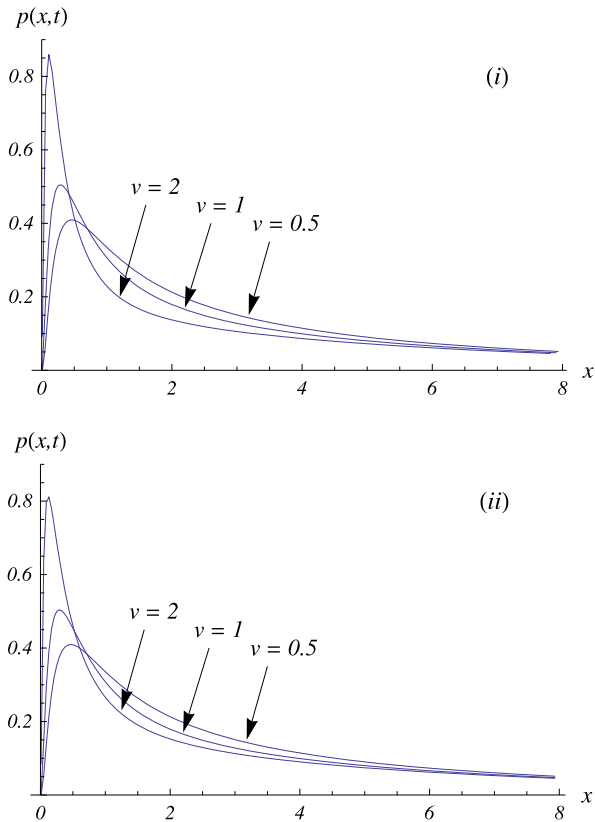 p(x,t)
(i)
0.8
0.6
v = 2
v = 1
0.4
v = 0.5
0.2
0 2 4 6 8 x
p(x,t)
(ii)
0.8
0.6
v = 2
v = 1
0.4
v = 0.5
0.2
0 2 4 6 8 x